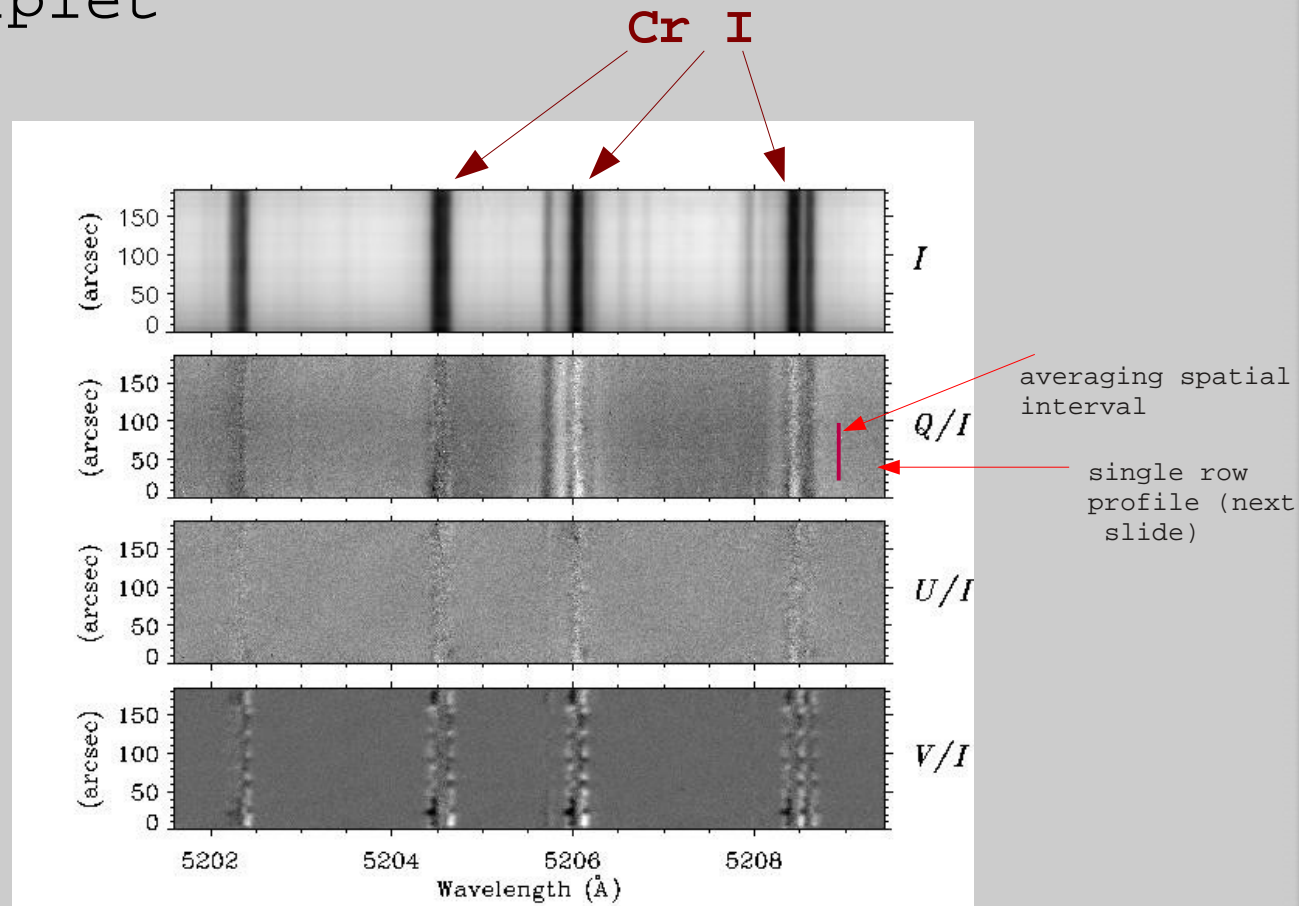 Cr I
(arcsec)
150
100
50
0
I
(arcsec)
150
100
50
0
Q/I
averaging spatial
interval
single row
profile (next
slide)
(arcsec)
150
100
50
0
U/I
(arcsec)
150
100
50
0
V/I
5202
5204
5206
5208
Wavelength (Å)